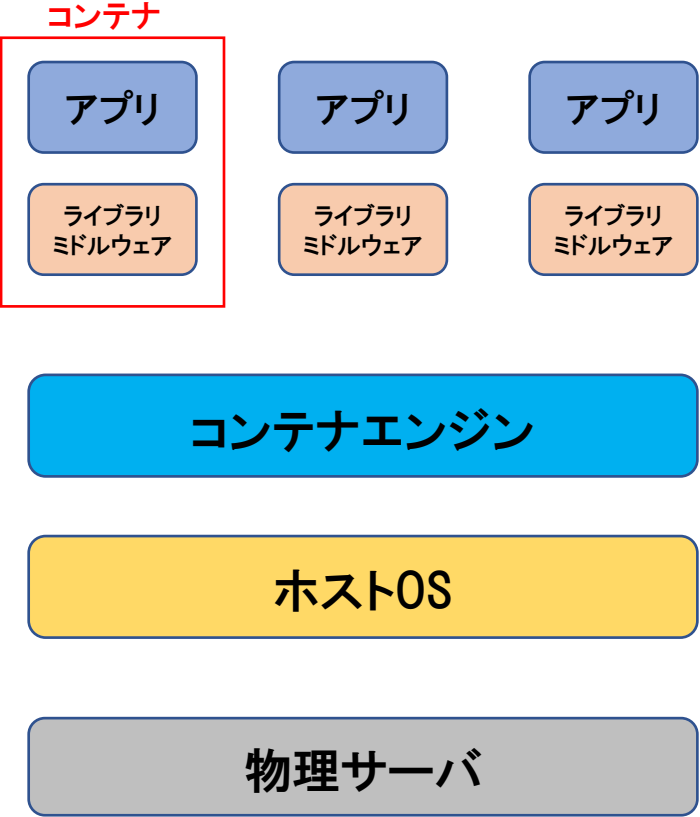 コンテナ
アプリ
アプリ
アプリ
ライブラリ
ミドルウェア
ライブラリ
ミドルウェア
ライブラリ
ミドルウェア
コンテナエンジン
ホストOS
物理サーバ